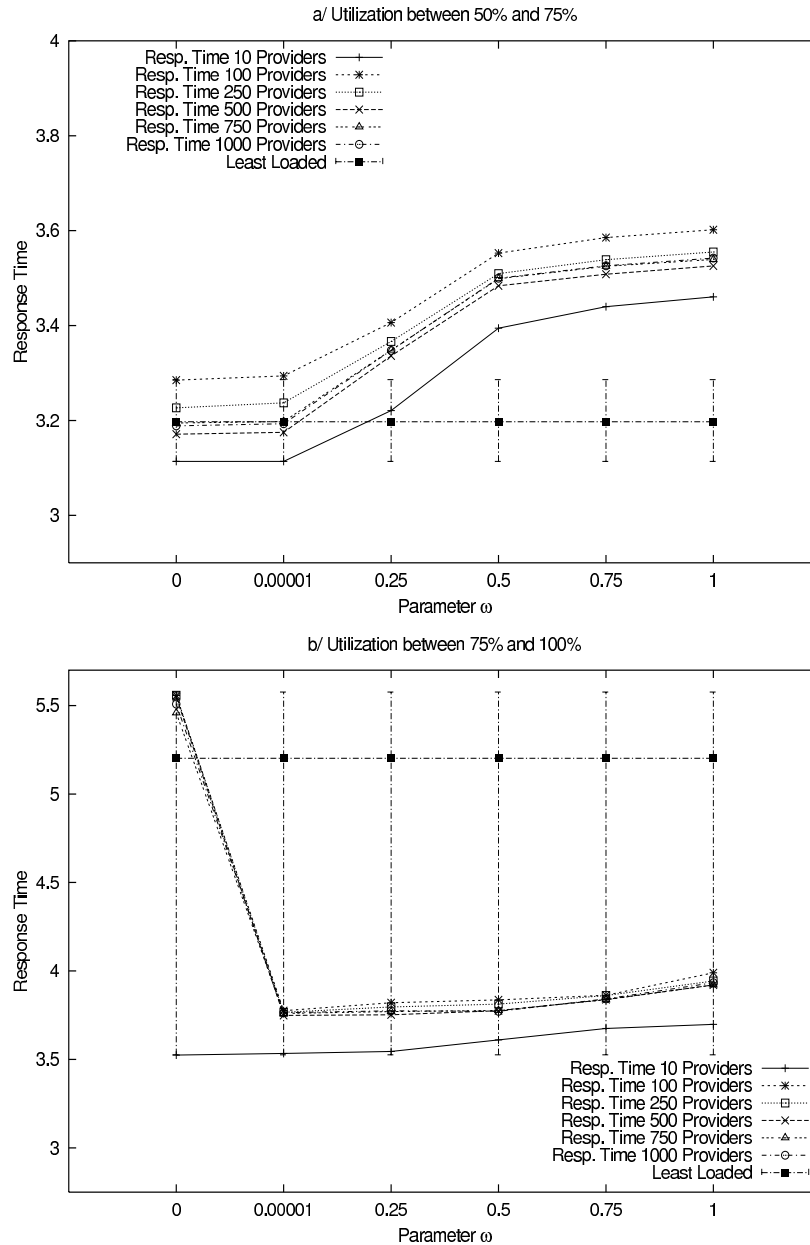 a/ Utilization between 50% and 75%
4
3.8
3.6
3.4
3.2
3
Response Time
Resp. Time 10 Providers
Resp. Time 100 Providers
Resp. Time 250 Providers
Resp. Time 500 Providers
Resp. Time 750 Providers
Resp. Time 1000 Providers
Least Loaded
0 0.00001 0.25 0.5 0.75 1
Parameter ω
b/ Utilization between 75% and 100%
5.5
5
4.5
4
3.5
3
Response Time
Resp. Time 10 Providers
Resp. Time 100 Providers
Resp. Time 250 Providers
Resp. Time 500 Providers
Resp. Time 750 Providers
Resp. Time 1000 Providers
Least Loaded
0 0.00001 0.25 0.5 0.75 1
Parameter ω